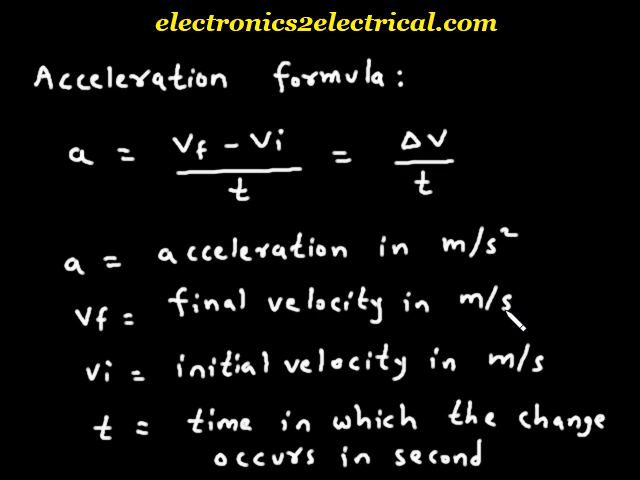 electronics2electrical.com
Acceleration formula:
a = Vf - Vi / t = ΔV / t
a = acceleration in m/s²
Vf = final velocity in m/s
Vi = initial velocity in m/s
t = time in which the change
occurs in second